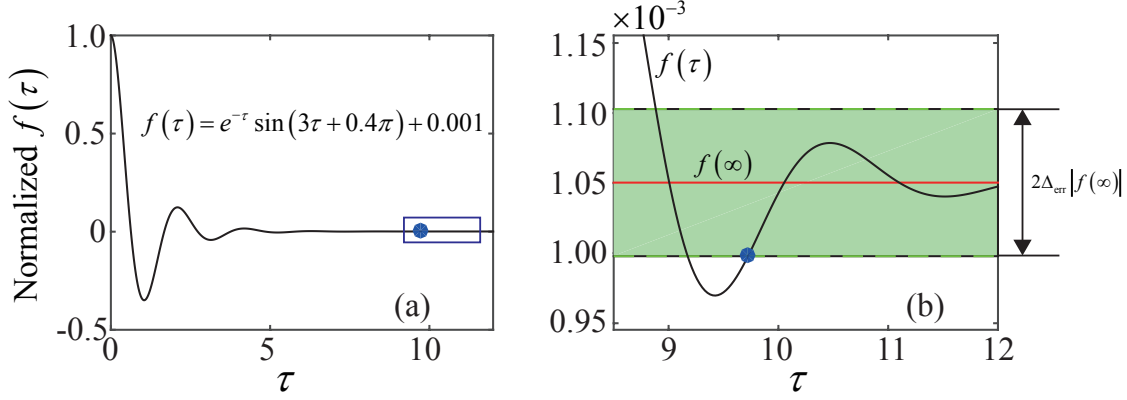 1.0
0.5
0
-0.5
0
5
10
Normalized f(τ)
τ
f(τ) = e^{-τ} sin(3τ + 0.4π) + 0.001
(a)
×10⁻³
1.15
1.10
1.05
1.00
0.95
9
10
11
12
τ
f(τ)
f(∞)
2Δ_err|f(∞)|
(b)